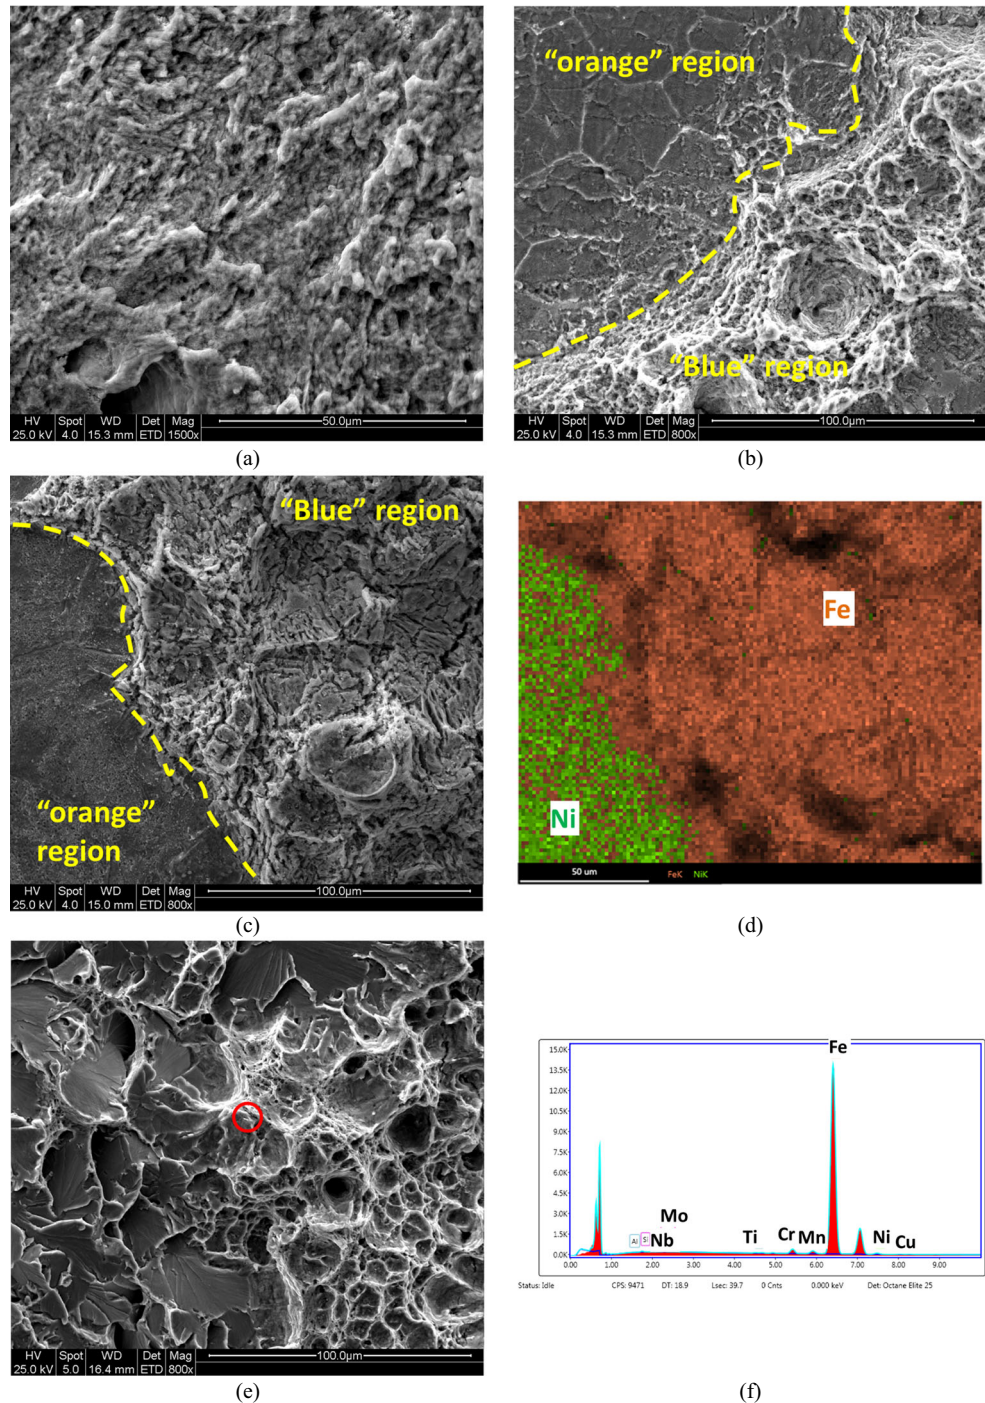 HV Spot WD Det Mag 50.0µm
25.0 kV 4.0 15.3 mm ETD 1500x
(a)
“orange” region
“Blue” region
HV Spot WD Det Mag 100.0µm
25.0 kV 4.0 15.3 mm ETD 800x
(b)
“Blue” region
“orange”
region
HV Spot WD Det Mag 100.0µm
25.0 kV 4.0 15.0 mm ETD 800x
(c)
Fe
Ni
50 um FeK NiK
(d)
HV Spot WD Det Mag 100.0µm
25.0 kV 5.0 16.4 mm ETD 800x
(e)
Fe
15.0K
13.5K
12.0K
10.5K
9.0K
7.5K
6.0K
4.5K
3.0K
1.5K
0.0K
Mo
Al Si Nb Ti Cr Mn Ni Cu
0.00 1.00 2.00 3.00 4.00 5.00 6.00 7.00 8.00 9.00
Status: Idle CPS: 9471 DT: 18.9 Lsec: 39.7 0 Cnts 0.000 keV Det: Octane Elite 25
(f)